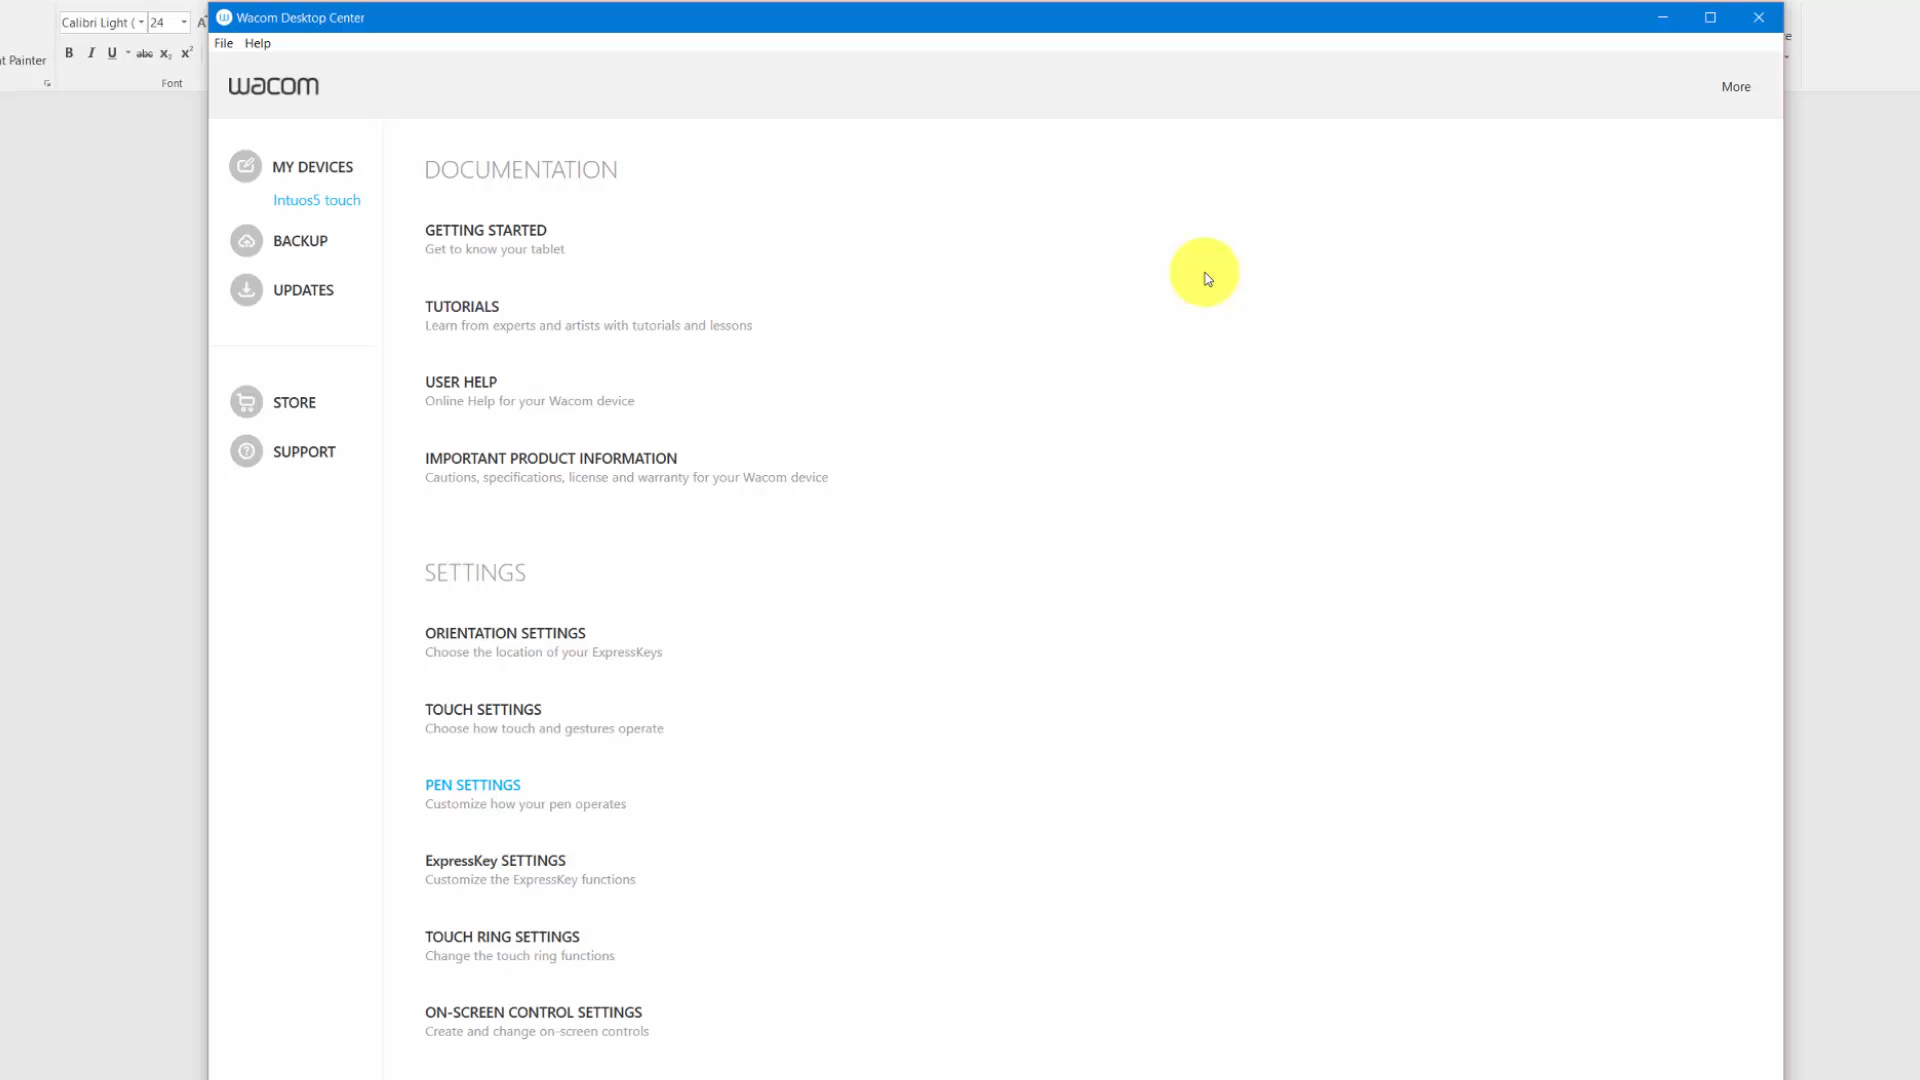 Calibri Light (
24
Wacom Desktop Center
t Painter
B I U abc x₂ x²
Font
File Help
wacom
More
MY DEVICES
Intuos5 touch
BACKUP
UPDATES
STORE
SUPPORT
DOCUMENTATION
GETTING STARTED
Get to know your tablet
TUTORIALS
Learn from experts and artists with tutorials and lessons
USER HELP
Online Help for your Wacom device
IMPORTANT PRODUCT INFORMATION
Cautions, specifications, license and warranty for your Wacom device
SETTINGS
ORIENTATION SETTINGS
Choose the location of your ExpressKeys
TOUCH SETTINGS
Choose how touch and gestures operate
PEN SETTINGS
Customize how your pen operates
ExpressKey SETTINGS
Customize the ExpressKey functions
TOUCH RING SETTINGS
Change the touch ring functions
ON-SCREEN CONTROL SETTINGS
Create and change on-screen controls